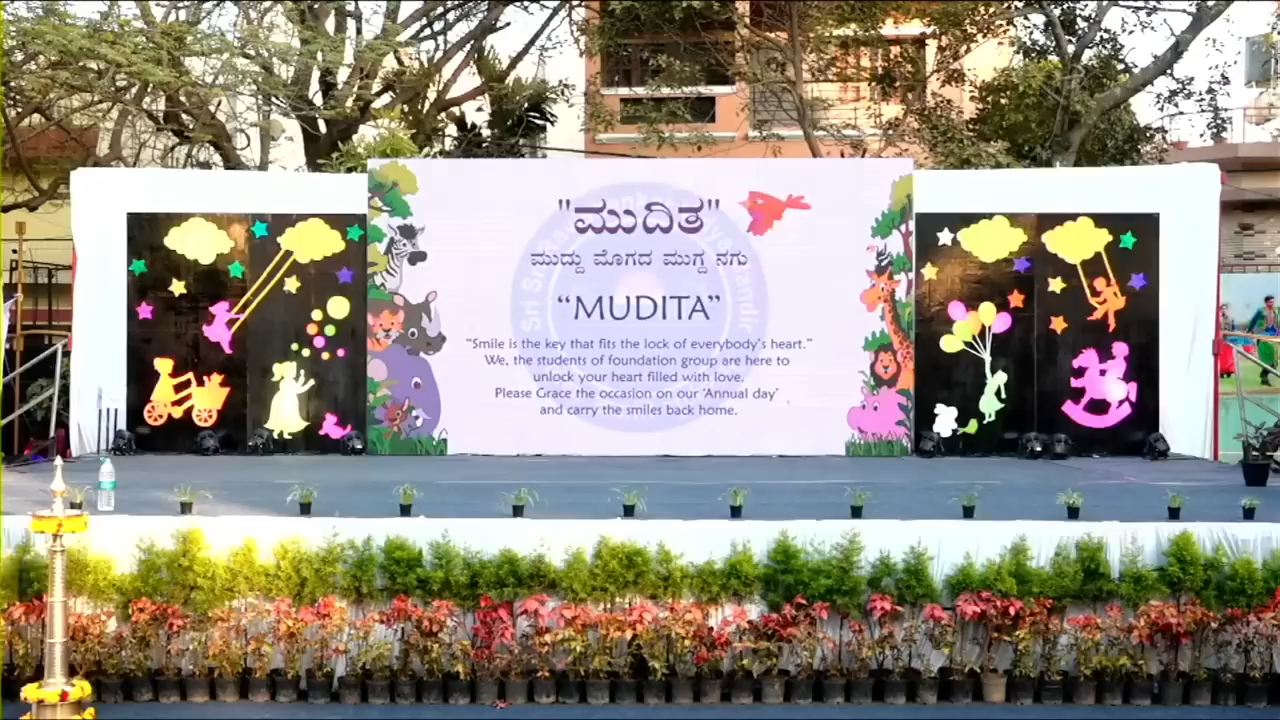 "ಮುದಿತ"
ಮುದ್ದು ಮೊಗದ ಮುಗ್ಧ ನಗು
“MUDITA”
“Smile is the key that fits the lock of everybody's heart.”
We, the students of foundation group are here to
unlock your heart filled with love.
Please Grace the occasion on our 'Annual day'
and carry the smiles back home.